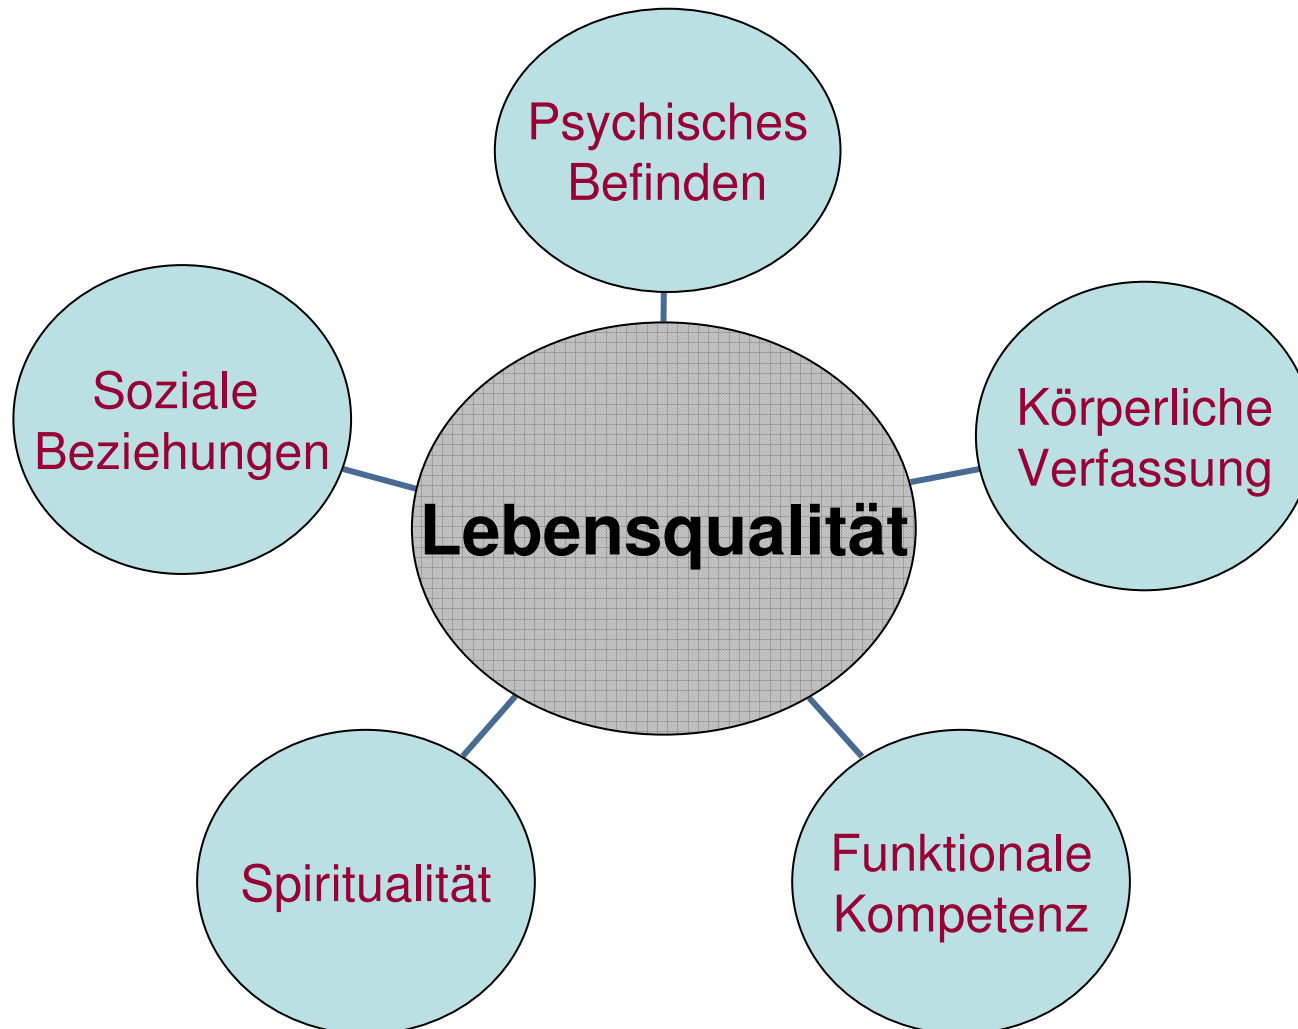 Psychisches
Befinden
Soziale
Beziehungen
Körperliche
Verfassung
Lebensqualität
Spiritualität
Funktionale
Kompetenz